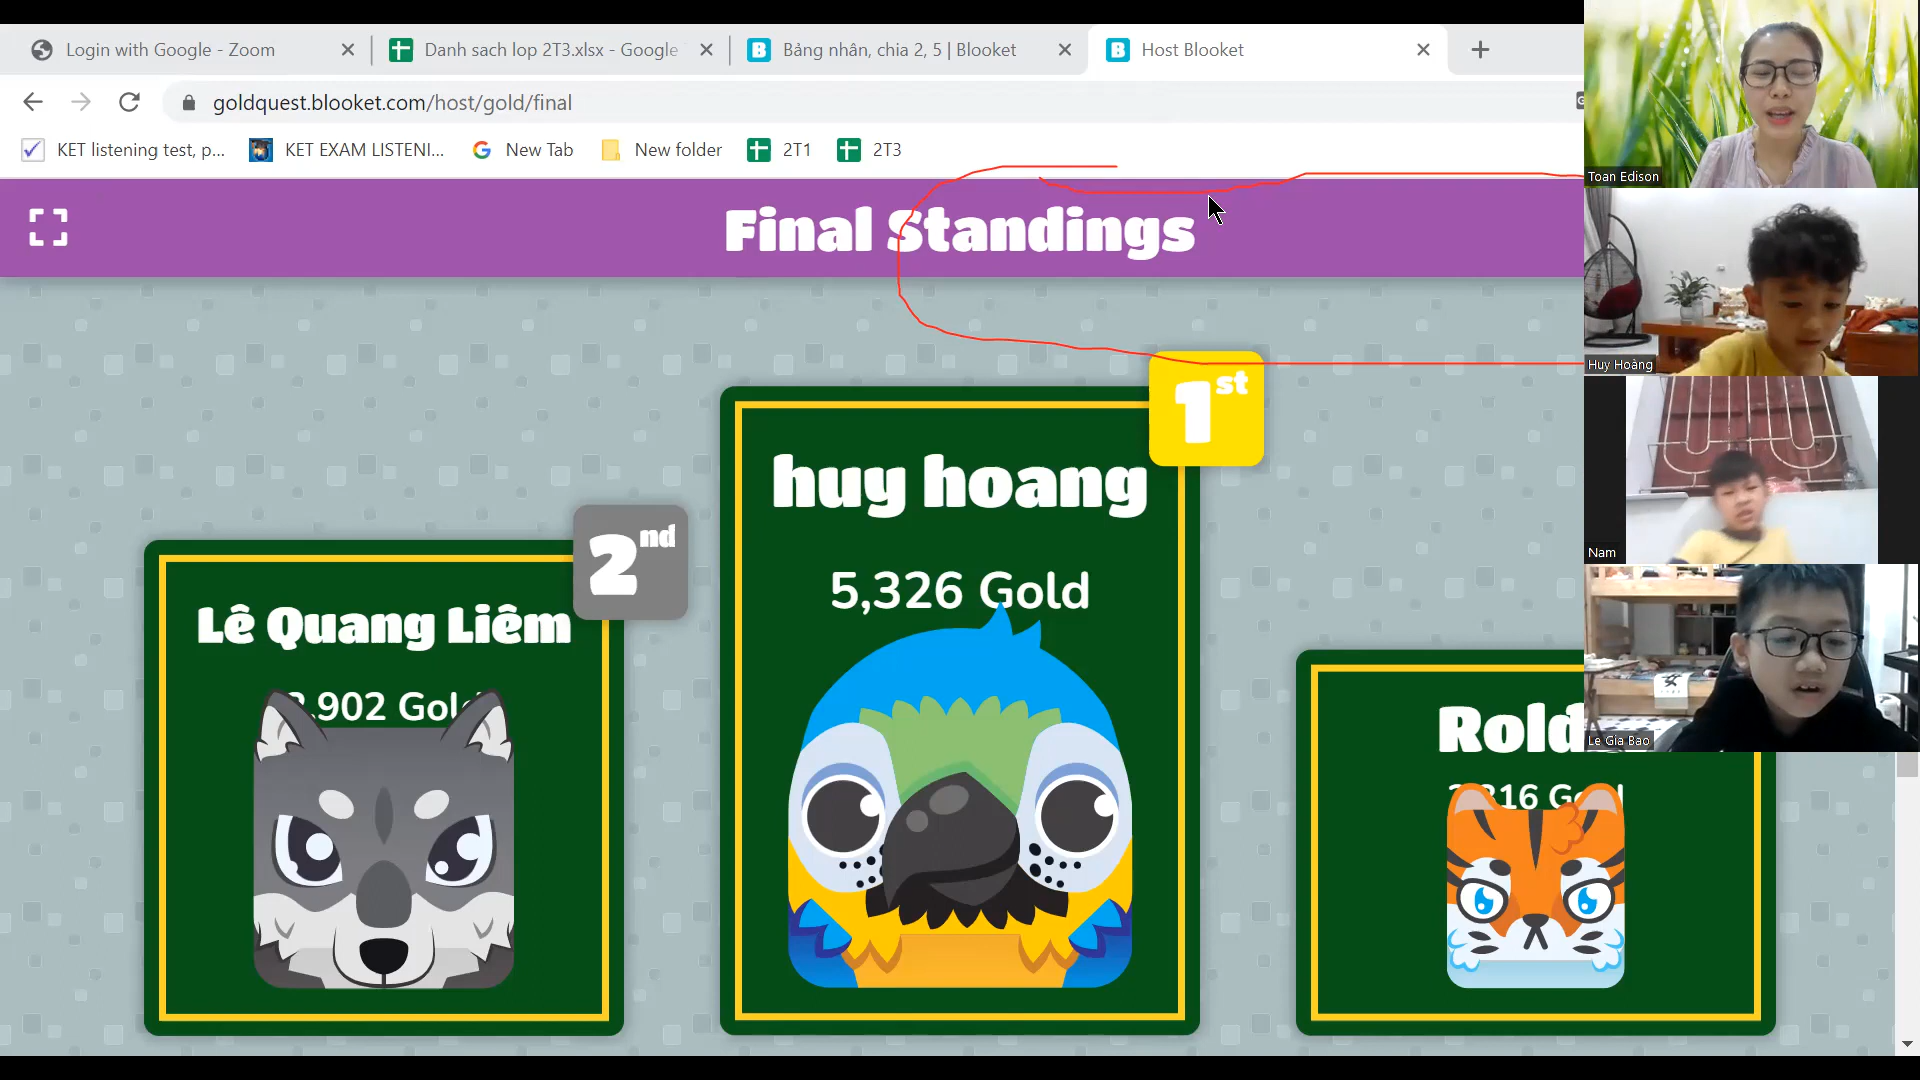 Login with Google - Zoom
Danh sach lop 2T3.xlsx - Google
Bảng nhân, chia 2, 5 | Blooket
Host Blooket
goldquest.blooket.com/host/gold/final
KET listening test, p...
KET EXAM LISTENI...
New Tab
New folder
2T1
2T3
Final Standings
1st
huy hoang
5,326 Gold
2nd
Lê Quang Liêm
Toan Edison
Huy Hoàng
Nam
Le Gia Bao